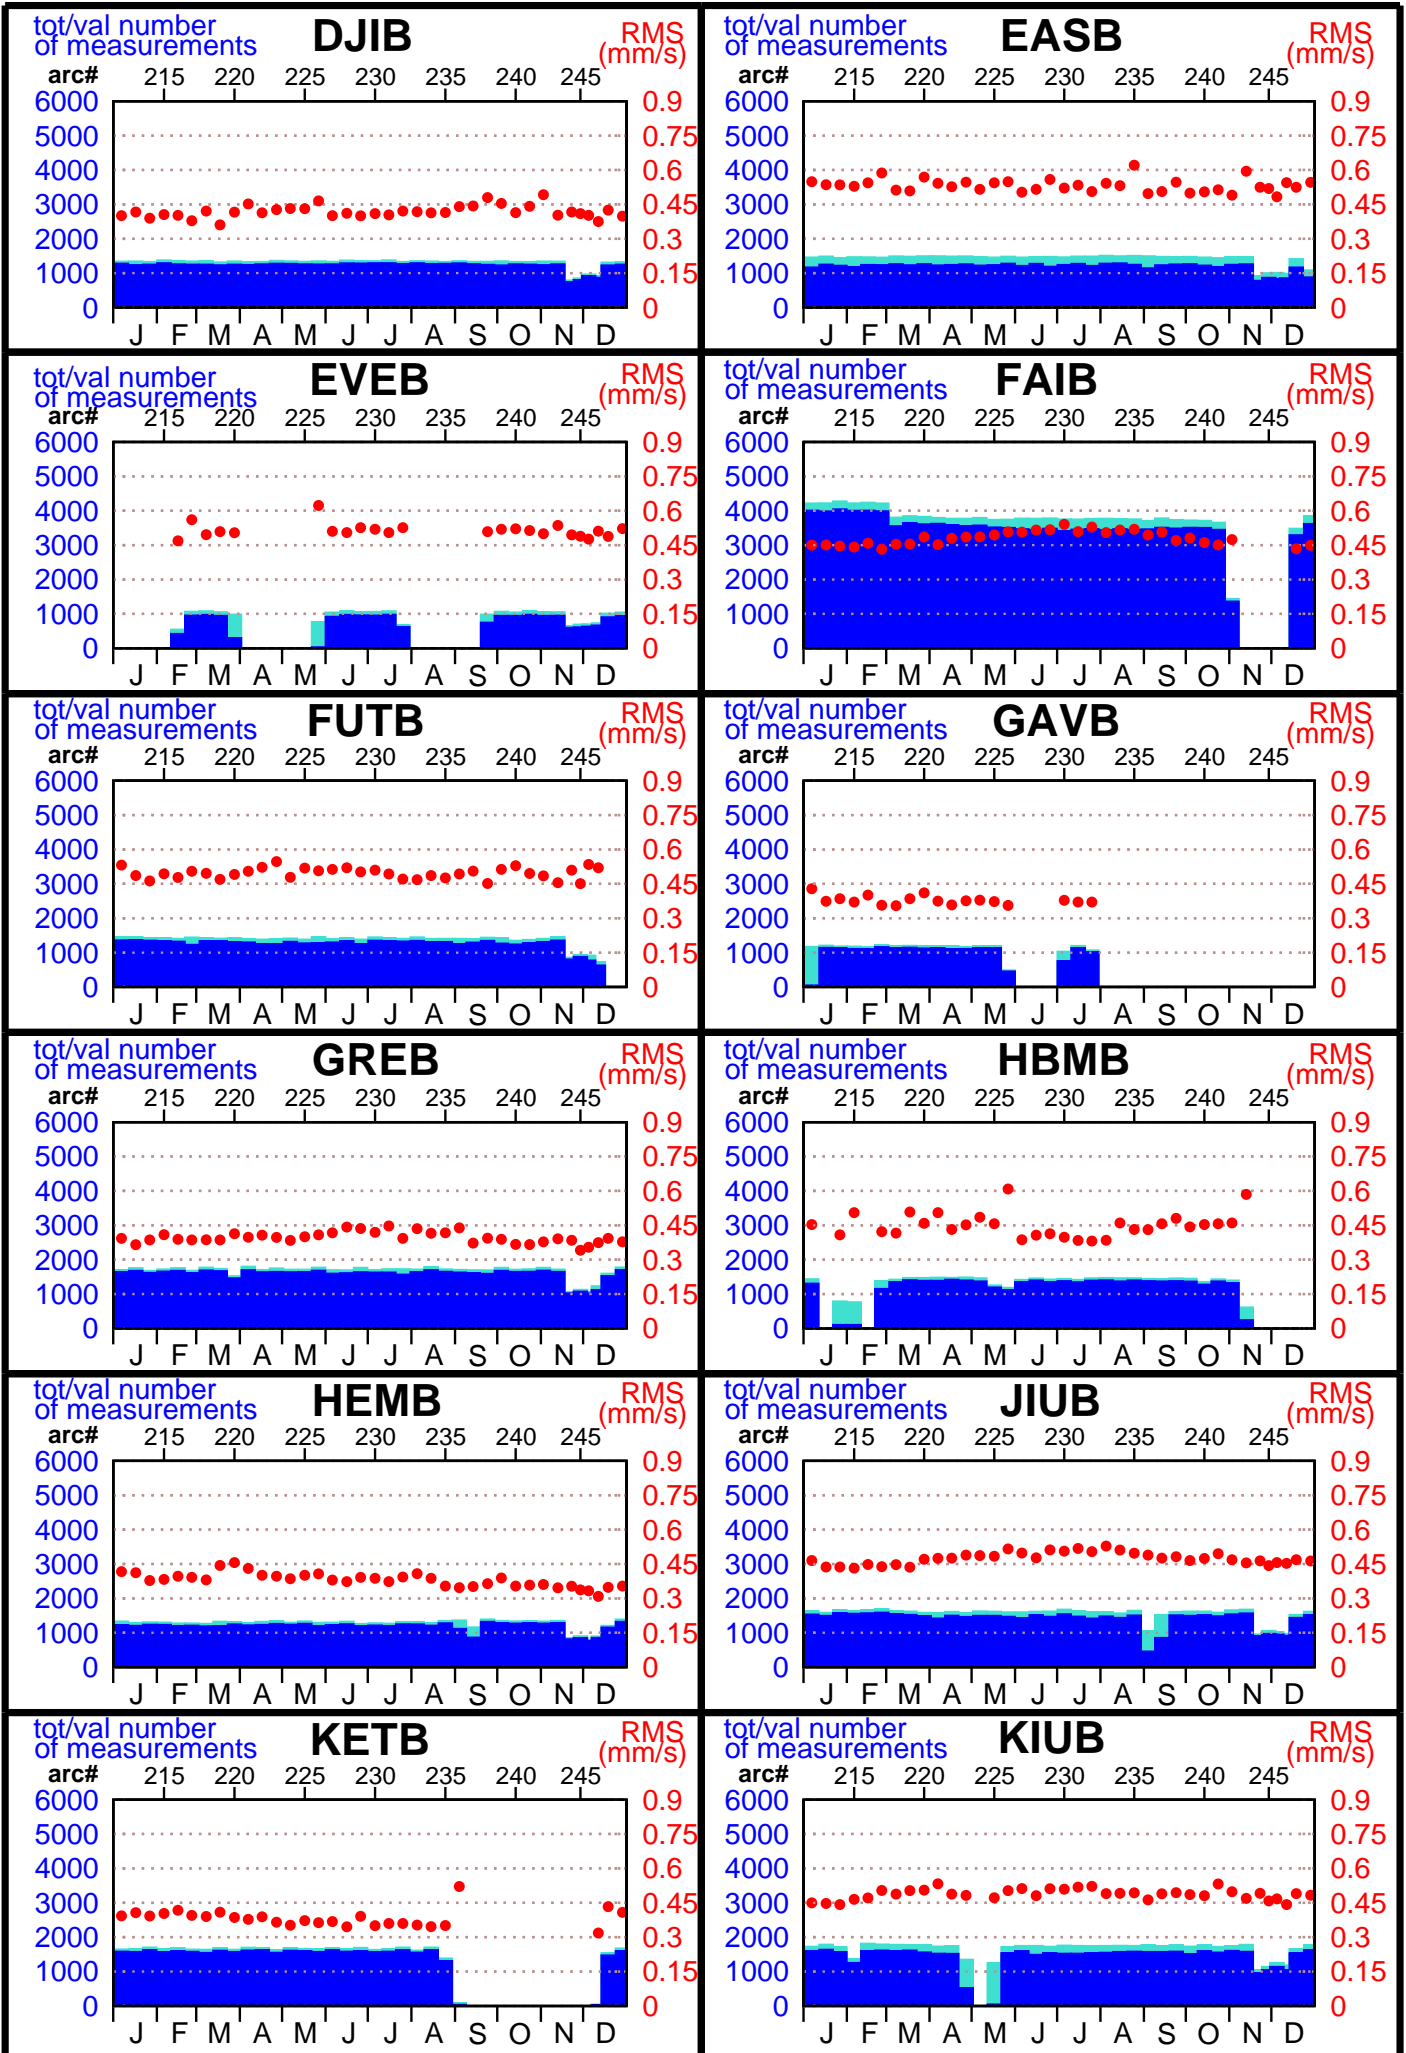 tot/val number
of measurements DJIB RMS
(mm/s)
arc# 215 220 225 230 235 240 245
6000 0.9
5000 0.75
4000 0.6
3000 0.45
2000 0.3
1000 0.15
0 0
J F M A M J J A S O N D
tot/val number
of measurements EASB RMS
(mm/s)
arc# 215 220 225 230 235 240 245
6000 0.9
5000 0.75
4000 0.6
3000 0.45
2000 0.3
1000 0.15
0 0
J F M A M J J A S O N D
tot/val number
of measurements EVEB RMS
(mm/s)
arc# 215 220 225 230 235 240 245
6000 0.9
5000 0.75
4000 0.6
3000 0.45
2000 0.3
1000 0.15
0 0
J F M A M J J A S O N D
tot/val number
of measurements FAIB RMS
(mm/s)
arc# 215 220 225 230 235 240 245
6000 0.9
5000 0.75
4000 0.6
3000 0.45
2000 0.3
1000 0.15
0 0
J F M A M J J A S O N D
tot/val number
of measurements FUTB RMS
(mm/s)
arc# 215 220 225 230 235 240 245
6000 0.9
5000 0.75
4000 0.6
3000 0.45
2000 0.3
1000 0.15
0 0
J F M A M J J A S O N D
tot/val number
of measurements GAVB RMS
(mm/s)
arc# 215 220 225 230 235 240 245
6000 0.9
5000 0.75
4000 0.6
3000 0.45
2000 0.3
1000 0.15
0 0
J F M A M J J A S O N D
tot/val number
of measurements GREB RMS
(mm/s)
arc# 215 220 225 230 235 240 245
6000 0.9
5000 0.75
4000 0.6
3000 0.45
2000 0.3
1000 0.15
0 0
J F M A M J J A S O N D
tot/val number
of measurements HBMB RMS
(mm/s)
arc# 215 220 225 230 235 240 245
6000 0.9
5000 0.75
4000 0.6
3000 0.45
2000 0.3
1000 0.15
0 0
J F M A M J J A S O N D
tot/val number
of measurements HEMB RMS
(mm/s)
arc# 215 220 225 230 235 240 245
6000 0.9
5000 0.75
4000 0.6
3000 0.45
2000 0.3
1000 0.15
0 0
J F M A M J J A S O N D
tot/val number
of measurements JIUB RMS
(mm/s)
arc# 215 220 225 230 235 240 245
6000 0.9
5000 0.75
4000 0.6
3000 0.45
2000 0.3
1000 0.15
0 0
J F M A M J J A S O N D
tot/val number
of measurements KETB RMS
(mm/s)
arc# 215 220 225 230 235 240 245
6000 0.9
5000 0.75
4000 0.6
3000 0.45
2000 0.3
1000 0.15
0 0
J F M A M J J A S O N D
tot/val number
of measurements KIUB RMS
(mm/s)
arc# 215 220 225 230 235 240 245
6000 0.9
5000 0.75
4000 0.6
3000 0.45
2000 0.3
1000 0.15
0 0
J F M A M J J A S O N D